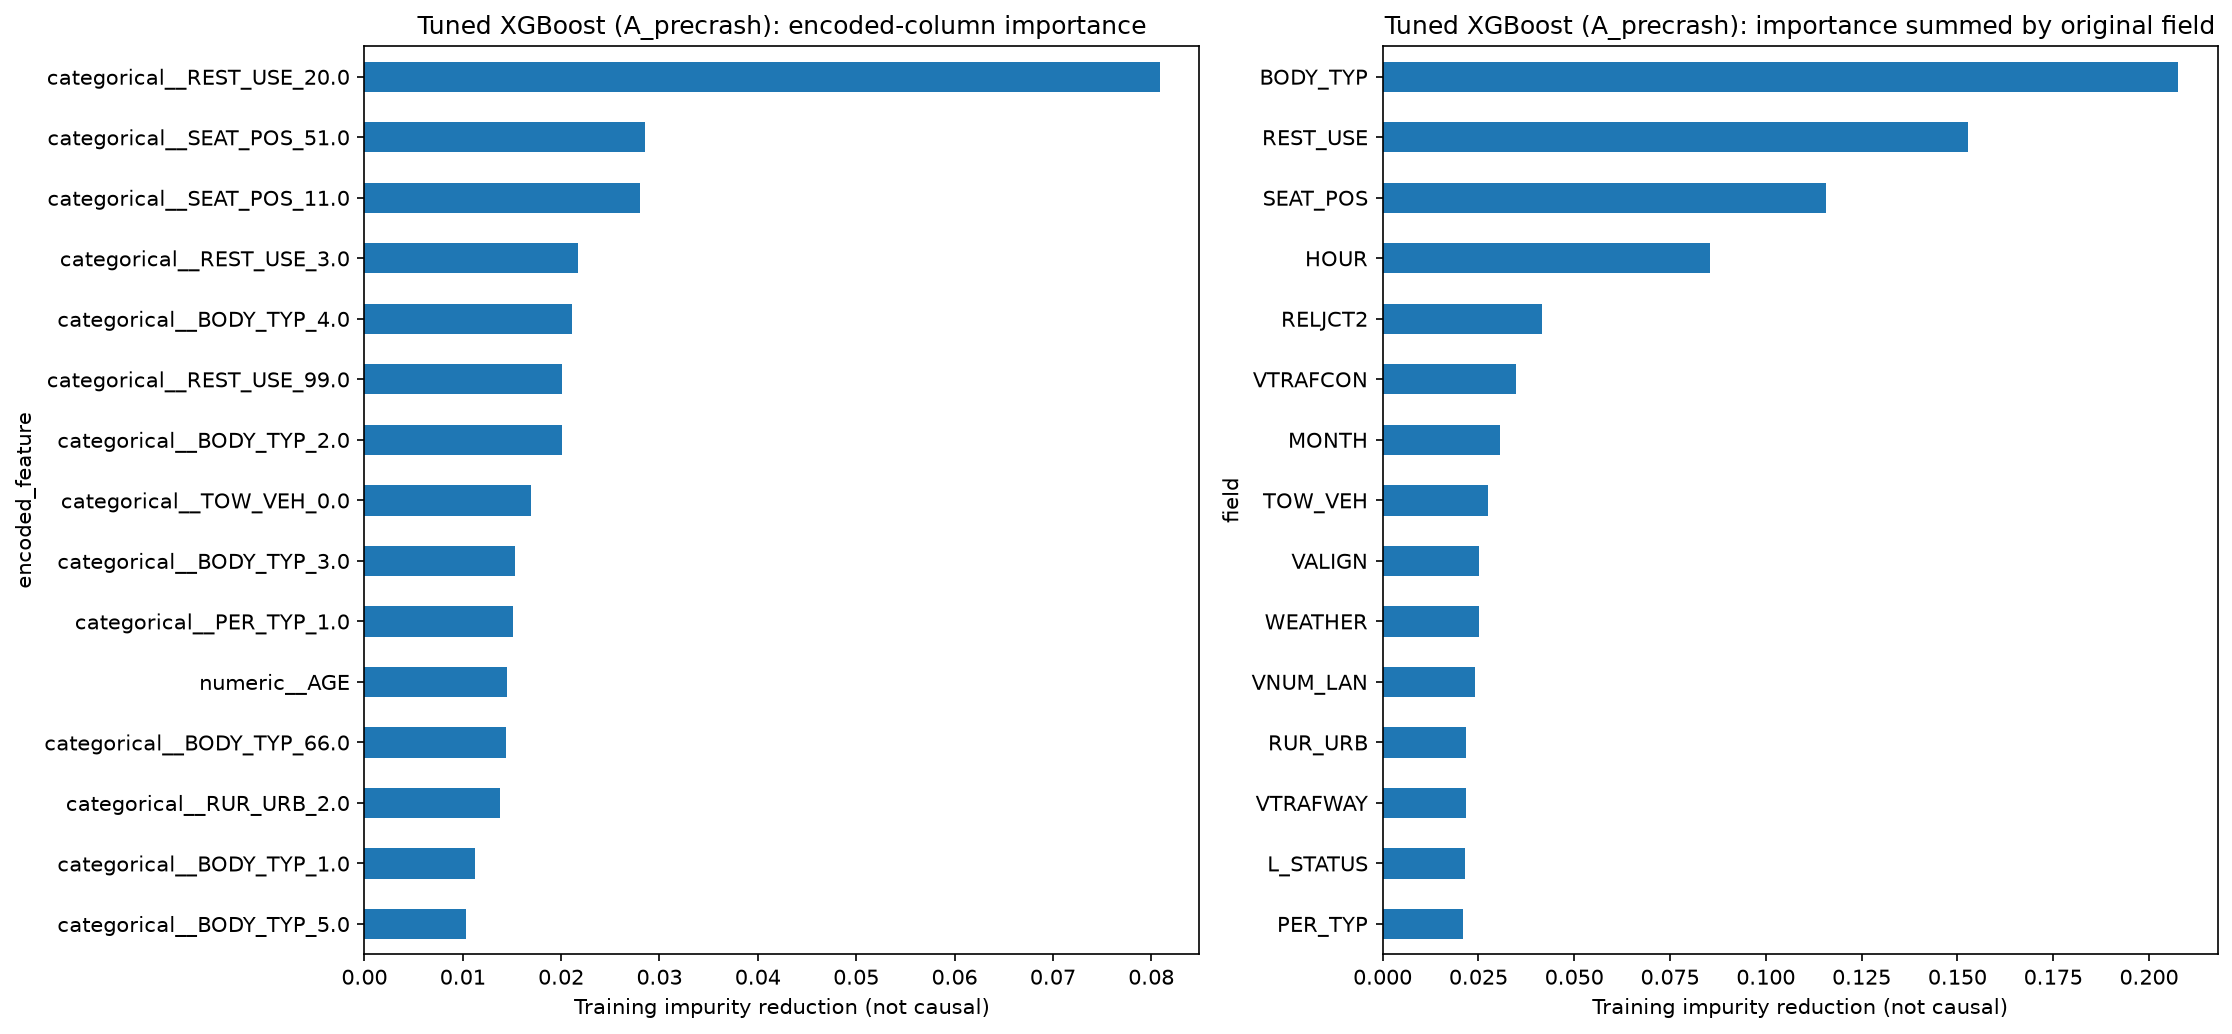 Tuned XGBoost (A_precrash): encoded-column importance
encoded_feature
categorical__REST_USE_20.0
categorical__SEAT_POS_51.0
categorical__SEAT_POS_11.0
categorical__REST_USE_3.0
categorical__BODY_TYP_4.0
categorical__REST_USE_99.0
categorical__BODY_TYP_2.0
categorical__TOW_VEH_0.0
categorical__BODY_TYP_3.0
categorical__PER_TYP_1.0
numeric__AGE
categorical__BODY_TYP_66.0
categorical__RUR_URB_2.0
categorical__BODY_TYP_1.0
categorical__BODY_TYP_5.0
0.00 0.01 0.02 0.03 0.04 0.05 0.06 0.07 0.08
Training impurity reduction (not causal)
Tuned XGBoost (A_precrash): importance summed by original field
field
BODY_TYP
REST_USE
SEAT_POS
HOUR
RELJCT2
VTRAFCON
MONTH
TOW_VEH
VALIGN
WEATHER
VNUM_LAN
RUR_URB
VTRAFWAY
L_STATUS
PER_TYP
0.000 0.025 0.050 0.075 0.100 0.125 0.150 0.175 0.200
Training impurity reduction (not causal)